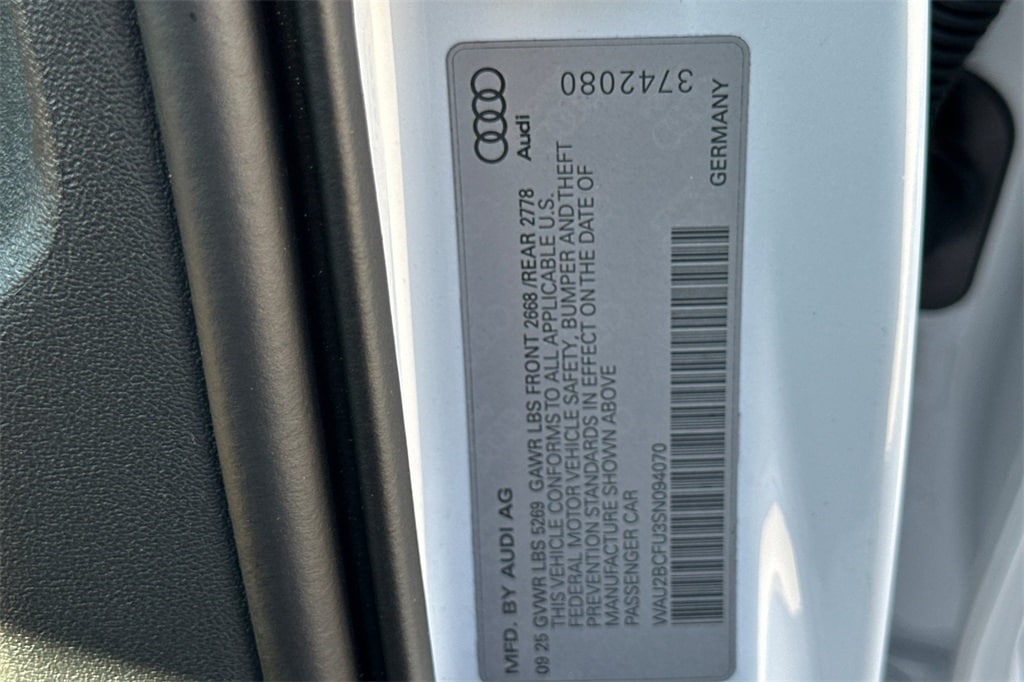 MFD. BY AUDI AG
Audi
09 25 GVWR LBS 5269 GAWR LBS FRONT 2668 /REAR 2778
THIS VEHICLE CONFORMS TO ALL APPLICABLE U.S.
FEDERAL MOTOR VEHICLE SAFETY, BUMPER AND THEFT
PREVENTION STANDARDS IN EFFECT ON THE DATE OF
MANUFACTURE SHOWN ABOVE
PASSENGER CAR
WAU2BCFU3SN094070
3742080
GERMANY